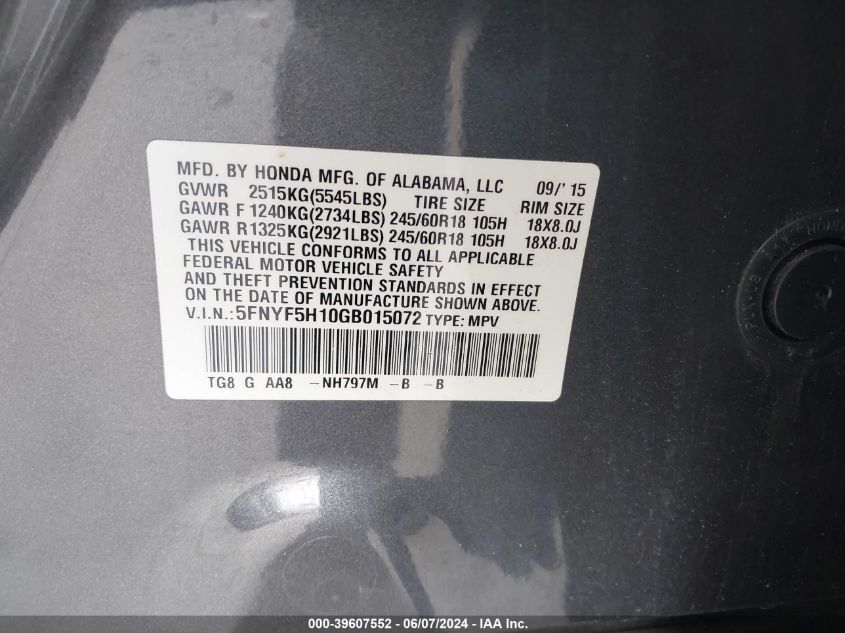 MFD. BY HONDA MFG. OF ALABAMA, LLC 09/' 15
GVWR 2515KG(5545LBS) TIRE SIZE RIM SIZE
GAWR F 1240KG(2734LBS) 245/60R18 105H 18X8.0J
GAWR R1325KG(2921LBS) 245/60R18 105H 18X8.0J
THIS VEHICLE CONFORMS TO ALL APPLICABLE
FEDERAL MOTOR VEHICLE SAFETY
AND THEFT PREVENTION STANDARDS IN EFFECT
ON THE DATE OF MANUFACTURE SHOWN ABOVE.
V.I.N.:5FNYF5H10GB015072 TYPE: MPV
TG8 G AA8 -NH797M -B -B
000-39607552 / 06/07/2024 / IAA Inc.